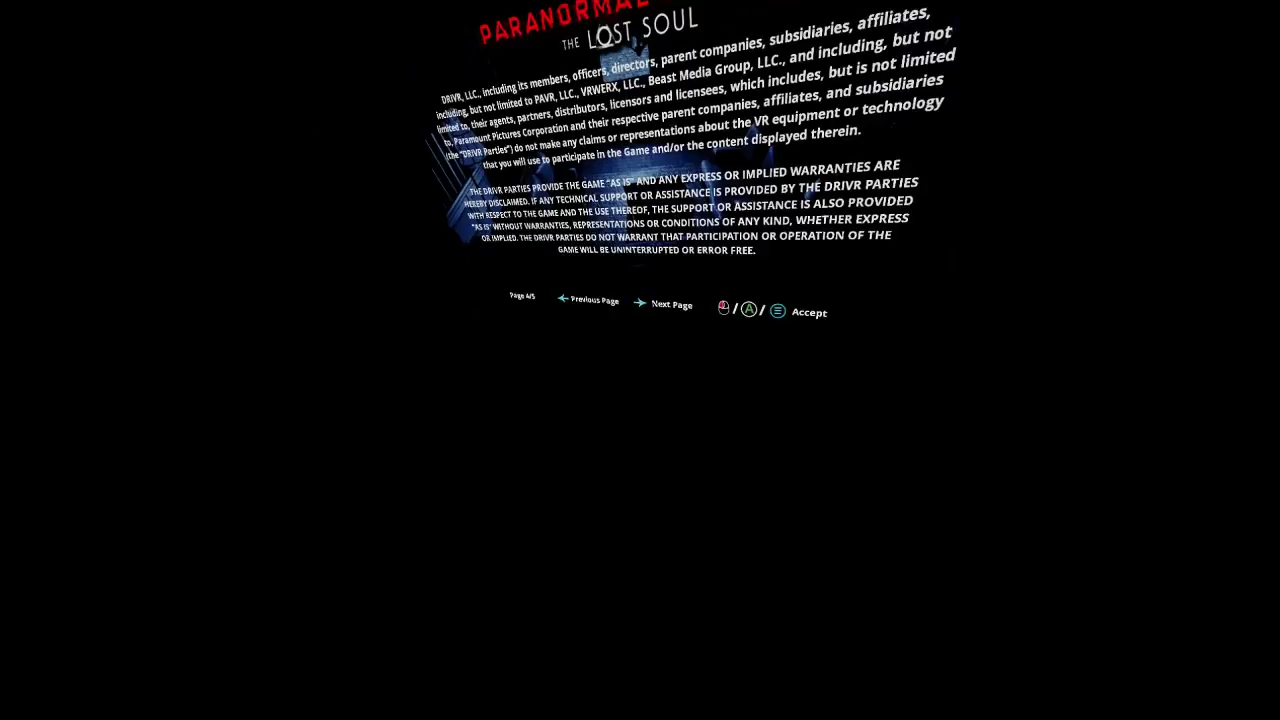 PARANORMAL
THE LOST SOUL
DRIVR, LLC., including its members, officers, directors, parent companies, subsidiaries, affiliates,
including, but not limited to PAVR, LLC., VRWERX, LLC., Beast Media Group, LLC., and including, but not
limited to, their agents, partners, distributors, licensors and licensees, which includes, but is not limited
to, Paramount Pictures Corporation and their respective parent companies, affiliates, and subsidiaries
(the "DRIVR Parties") do not make any claims or representations about the VR equipment or technology
that you will use to participate in the Game and/or the content displayed therein.
THE DRIVR PARTIES PROVIDE THE GAME "AS IS" AND ANY EXPRESS OR IMPLIED WARRANTIES ARE
HEREBY DISCLAIMED. IF ANY TECHNICAL SUPPORT OR ASSISTANCE IS PROVIDED BY THE DRIVR PARTIES
WITH RESPECT TO THE GAME AND THE USE THEREOF, THE SUPPORT OR ASSISTANCE IS ALSO PROVIDED
"AS IS" WITHOUT WARRANTIES, REPRESENTATIONS OR CONDITIONS OF ANY KIND, WHETHER EXPRESS
OR IMPLIED. THE DRIVR PARTIES DO NOT WARRANT THAT PARTICIPATION OR OPERATION OF THE
GAME WILL BE UNINTERRUPTED OR ERROR FREE.
Page 4/5 Previous Page Next Page / A / Accept